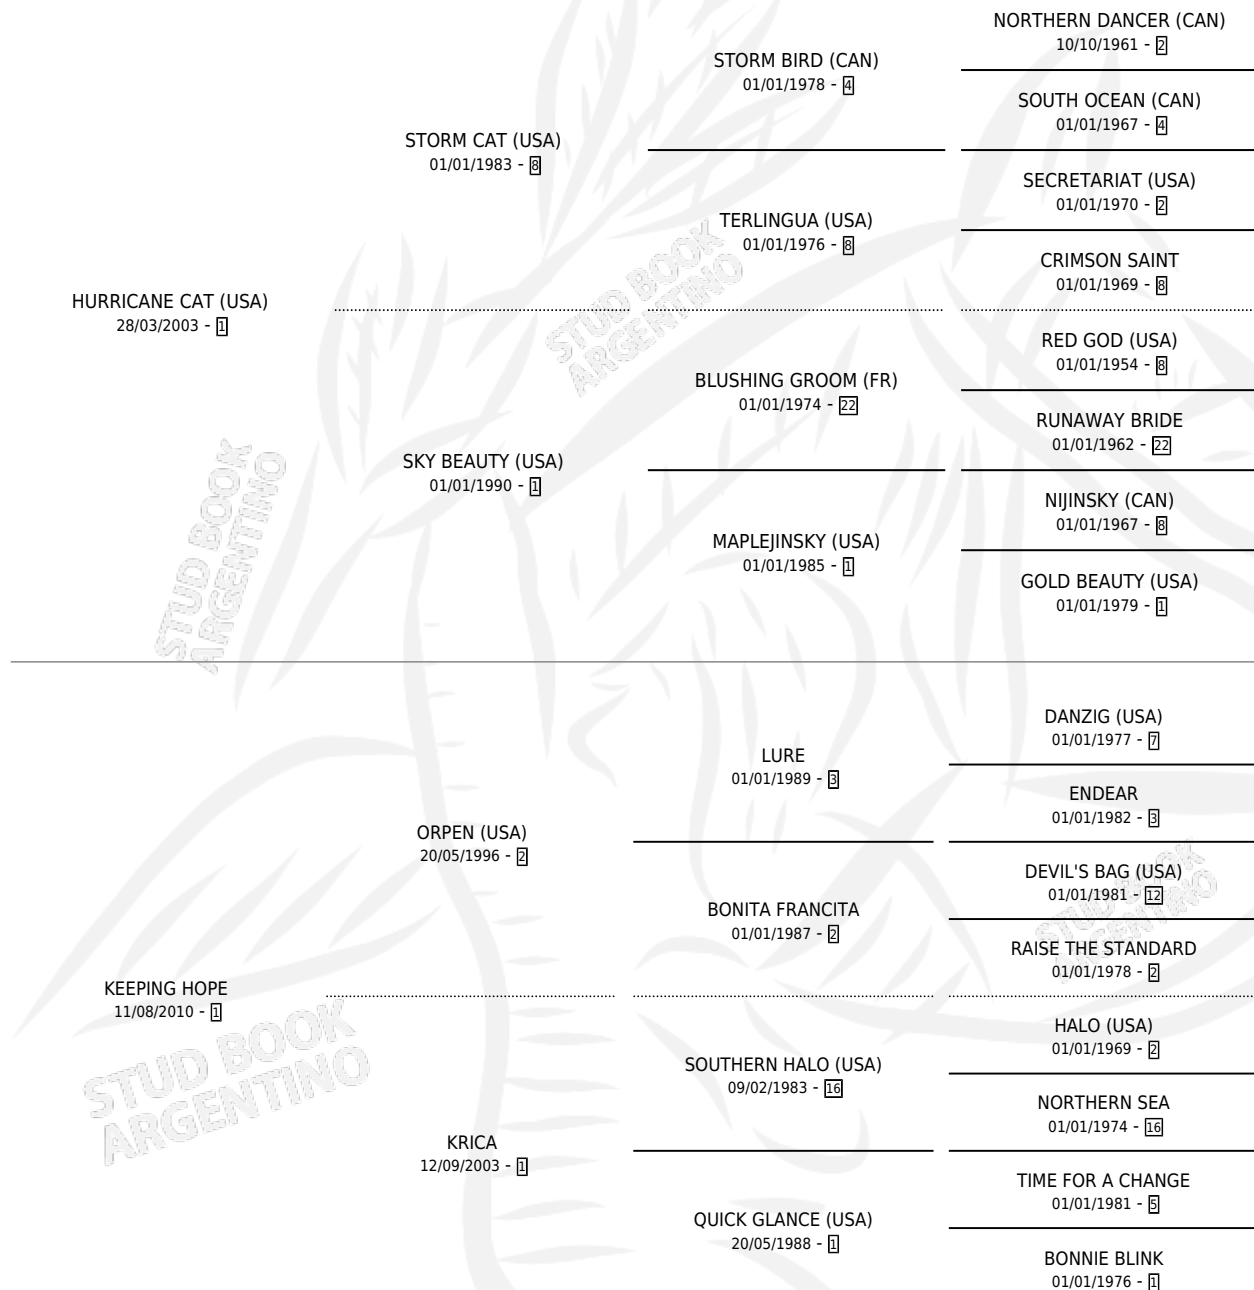 NORTHERN DANCER (CAN)
10/10/1961 - 2
STORM BIRD (CAN)
01/01/1978 - 4
SOUTH OCEAN (CAN)
01/01/1967 - 4
STORM CAT (USA)
01/01/1983 - 8
SECRETARIAT (USA)
01/01/1970 - 2
TERLINGUA (USA)
01/01/1976 - 8
CRIMSON SAINT
01/01/1969 - 8
HURRICANE CAT (USA)
28/03/2003 - 1
RED GOD (USA)
01/01/1954 - 8
BLUSHING GROOM (FR)
01/01/1974 - 22
RUNAWAY BRIDE
01/01/1962 - 22
SKY BEAUTY (USA)
01/01/1990 - 1
NIJINSKY (CAN)
01/01/1967 - 8
MAPLEJINSKY (USA)
01/01/1985 - 1
GOLD BEAUTY (USA)
01/01/1979 - 1
DANZIG (USA)
01/01/1977 - 7
LURE
01/01/1989 - 3
ENDEAR
01/01/1982 - 3
ORPEN (USA)
20/05/1996 - 2
DEVIL'S BAG (USA)
01/01/1981 - 12
BONITA FRANCITA
01/01/1987 - 2
RAISE THE STANDARD
01/01/1978 - 2
KEEPING HOPE
11/08/2010 - 1
HALO (USA)
01/01/1969 - 2
SOUTHERN HALO (USA)
09/02/1983 - 16
NORTHERN SEA
01/01/1974 - 16
KRICA
12/09/2003 - 1
TIME FOR A CHANGE
01/01/1981 - 5
QUICK GLANCE (USA)
20/05/1988 - 1
BONNIE BLINK
01/01/1976 - 1
STUD BOOK
ARGENTINO
STUD BOOK
ARGENTINO
STUD BOOK
ARGENTINO
STUD BOOK
ARGENTINO